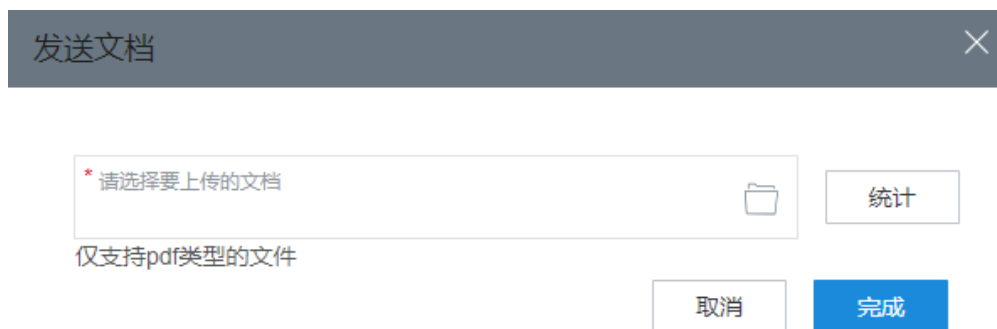 发送文档
* 请选择要上传的文档
统计
仅支持pdf类型的文件
取消 完成